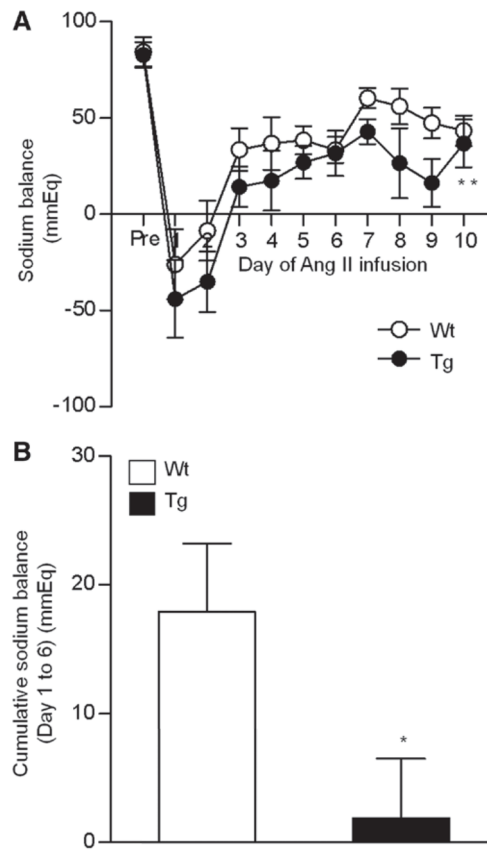 A
100
50
0
-50
-100
Sodium balance
(mmEq)
Pre 1 2 3 4 5 6 7 8 9 10
Day of Ang II infusion
**
Wt
Tg
B
30
20
10
0
Cumulative sodium balance
(Day 1 to 6) (mmEq)
Wt
Tg
*